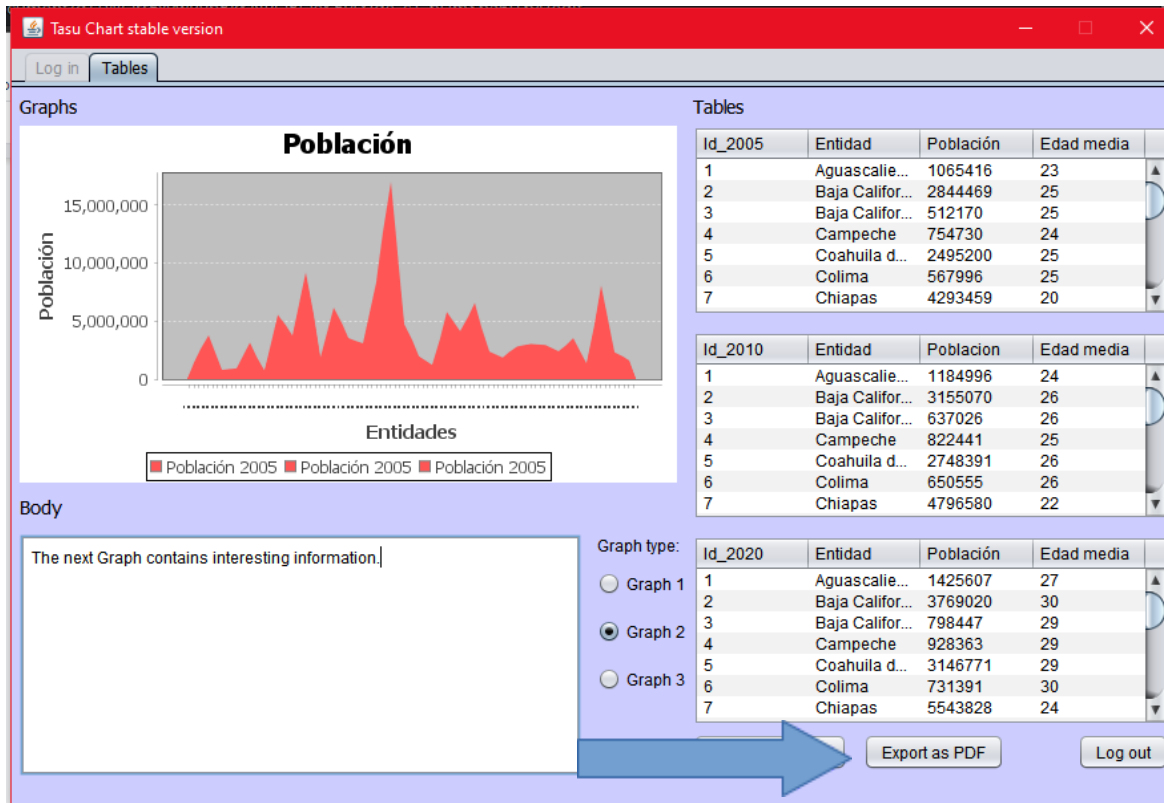 Tasu Chart stable version
Log in Tables
Graphs
Población
Población
15,000,000
10,000,000
5,000,000
0
Entidades
Población 2005 Población 2005 Población 2005
Body
The next Graph contains interesting information.
Graph type:
Graph 1
Graph 2
Graph 3
Tables
Id_2005 Entidad Población Edad media
1 Aguascalie... 1065416 23
2 Baja Califor... 2844469 25
3 Baja Califor... 512170 25
4 Campeche 754730 24
5 Coahuila d... 2495200 25
6 Colima 567996 25
7 Chiapas 4293459 20
Id_2010 Entidad Poblacion Edad media
1 Aguascalie... 1184996 24
2 Baja Califor... 3155070 26
3 Baja Califor... 637026 26
4 Campeche 822441 25
5 Coahuila d... 2748391 26
6 Colima 650555 26
7 Chiapas 4796580 22
Id_2020 Entidad Población Edad media
1 Aguascalie... 1425607 27
2 Baja Califor... 3769020 30
3 Baja Califor... 798447 29
4 Campeche 928363 29
5 Coahuila d... 3146771 29
6 Colima 731391 30
7 Chiapas 5543828 24
Export as PDF Log out